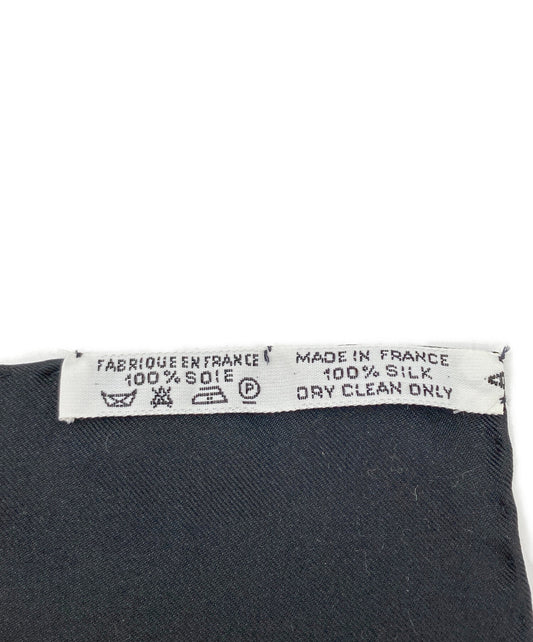 FABRIQUE EN FRANCE
100% SOIE
P
MADE IN FRANCE
100% SILK
DRY CLEAN ONLY
A